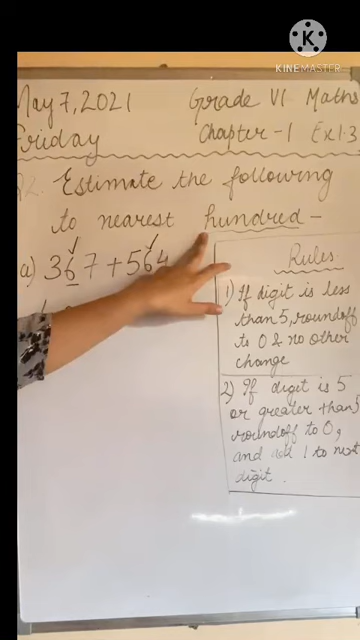 K
KINEMASTER
May 7, 2021 Grade VI Maths
Friday Chapter-1 Ex 1.3
Q2. Estimate the following
to nearest hundred -
a) 367 + 564
Rules
1) If digit is less
than 5, roundoff
to 0 & no other
change
2) If digit is 5
or greater than 5
roundoff to 0,
and add 1 to next
digit.